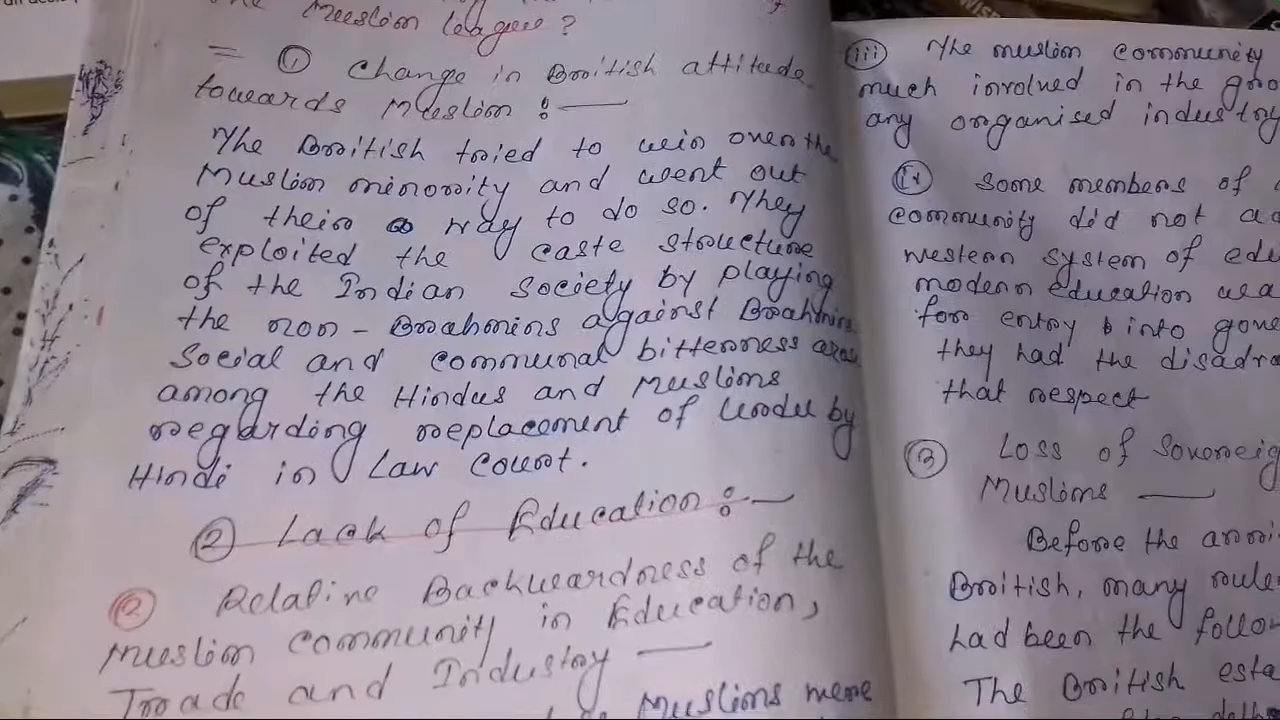 the Muslim league?
= ① Change in British attitude
towards Muslim :—
The British tried to win over the
Muslim minority and went out
of their way to do so. They
exploited the caste structure
of the Indian society by playing
the non-Brahmins against Brahmins
Social and communal bitterness arose
among the Hindus and Muslims
regarding replacement of Urdu by
Hindi in Law Court.
② Lack of Education :—
② Relative Backwardness of the
Muslim community in Education,
Trade and Industry —
Muslims were
(iii) The muslim community
much involved in the
any organised industry
(iv) Some members of
community did not
western system of
modern education
for entry into
they had the
that respect
③ Loss of
Muslims —
Before the
British, many
had been the
The British